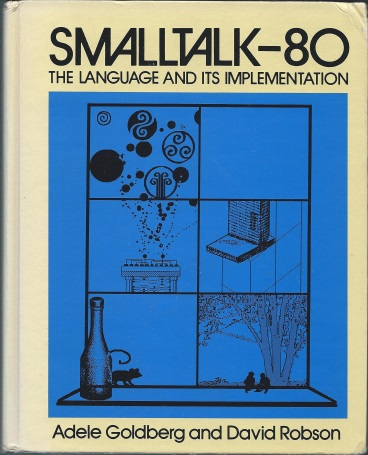 SMALLTALK-80
THE LANGUAGE AND ITS IMPLEMENTATION
Adele Goldberg and David Robson